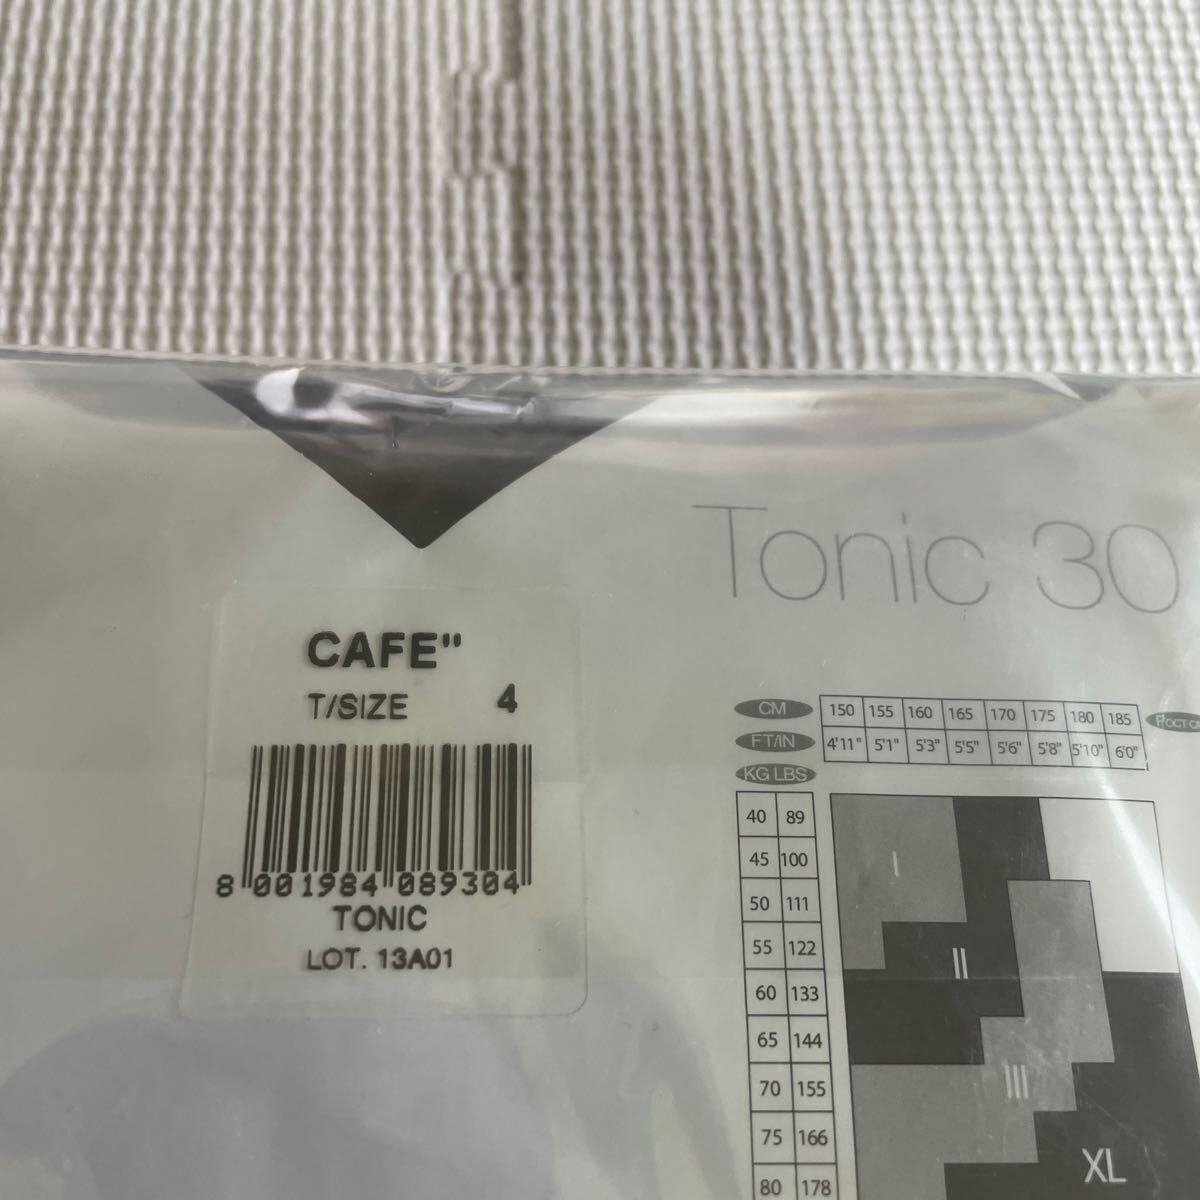 Tonic 30
CAFE"
T/SIZE 4
8 001984 089304
TONIC
LOT. 13A01
CM 150 155 160 165 170 175 180 185
FT/IN 4'11" 5'1" 5'3" 5'5" 5'6" 5'8" 5'10" 6'0"
KG LBS
40 89
45 100
50 111
55 122
60 133
65 144
70 155
75 166
80 178
I
II
III
XL